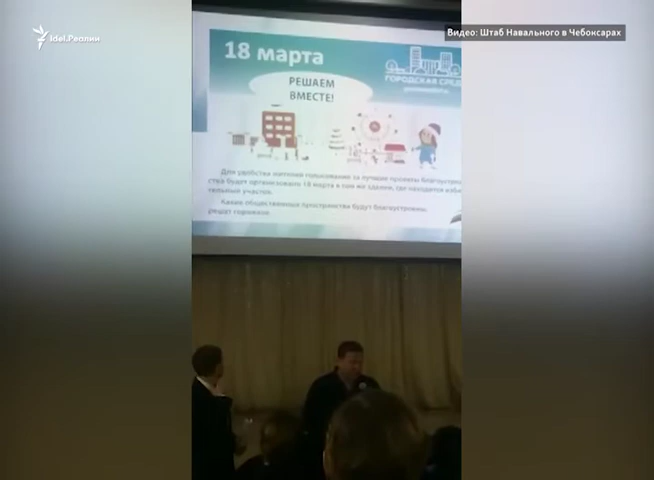 Idel.Реалии
Видео: Штаб Навального в Чебоксарах
18 марта
РЕШАЕМ
ВМЕСТЕ!
ГОРОДСКАЯ СРЕДА
Для удобства жителей голосование за лучшие проекты благоустрой
ства будет организовано 18 марта в том же здании, где находится изби
тельный участок.
Какие общественные пространства будут благоустроены
решат горожане.